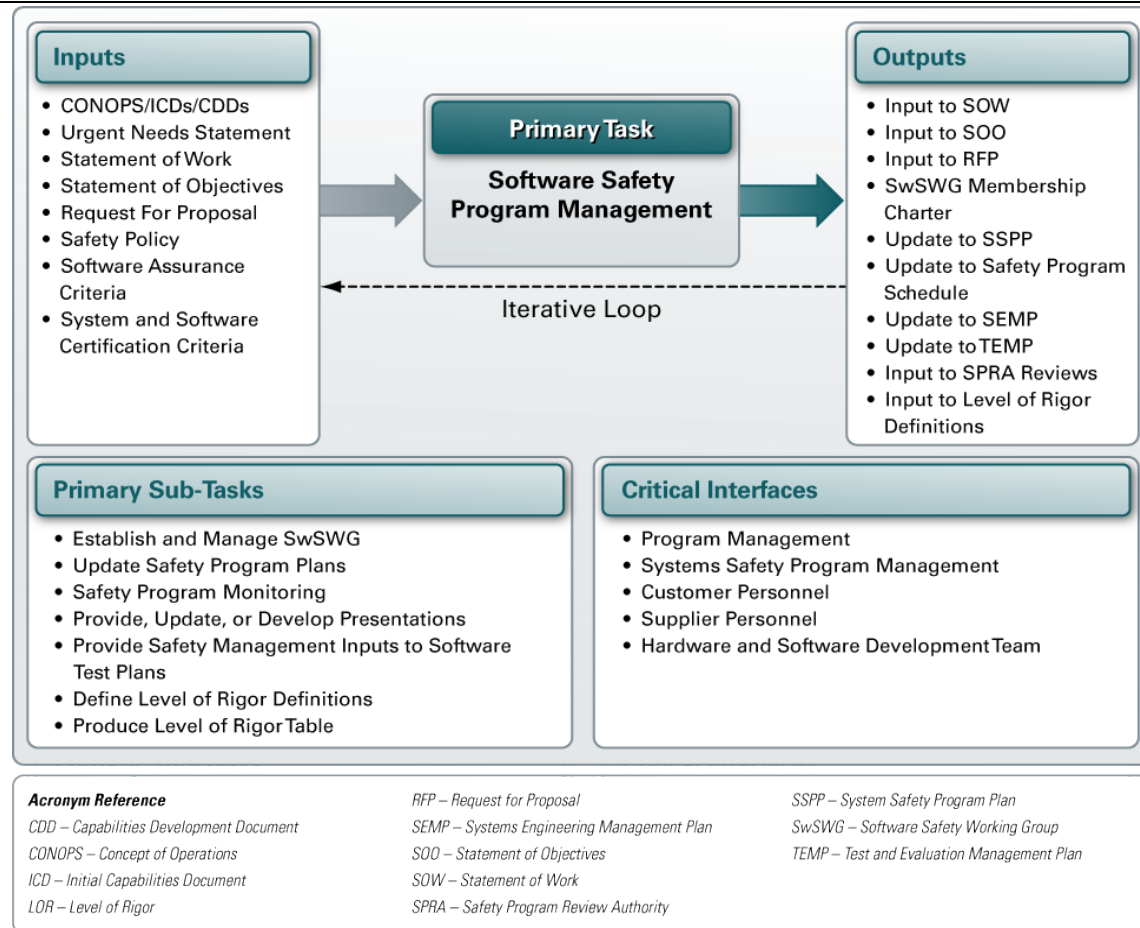 Inputs
• CONOPS/ICDs/CDDs
• Urgent Needs Statement
• Statement of Work
• Statement of Objectives
• Request For Proposal
• Safety Policy
• Software Assurance
Criteria
• System and Software
Certification Criteria
Primary Task
Software Safety
Program Management
Iterative Loop
Outputs
• Input to SOW
• Input to SOO
• Input to RFP
• SwSWG Membership
Charter
• Update to SSPP
• Update to Safety Program
Schedule
• Update to SEMP
• Update to TEMP
• Input to SPRA Reviews
• Input to Level of Rigor
Definitions
Primary Sub-Tasks
• Establish and Manage SwSWG
• Update Safety Program Plans
• Safety Program Monitoring
• Provide, Update, or Develop Presentations
• Provide Safety Management Inputs to Software
Test Plans
• Define Level of Rigor Definitions
• Produce Level of Rigor Table
Critical Interfaces
• Program Management
• Systems Safety Program Management
• Customer Personnel
• Supplier Personnel
• Hardware and Software Development Team
Acronym Reference
CDD – Capabilities Development Document
CONOPS – Concept of Operations
ICD – Initial Capabilities Document
LOR – Level of Rigor
RFP – Request for Proposal
SEMP – Systems Engineering Management Plan
SOO – Statement of Objectives
SOW – Statement of Work
SPRA – Safety Program Review Authority
SSPP – System Safety Program Plan
SwSWG – Software Safety Working Group
TEMP – Test and Evaluation Management Plan